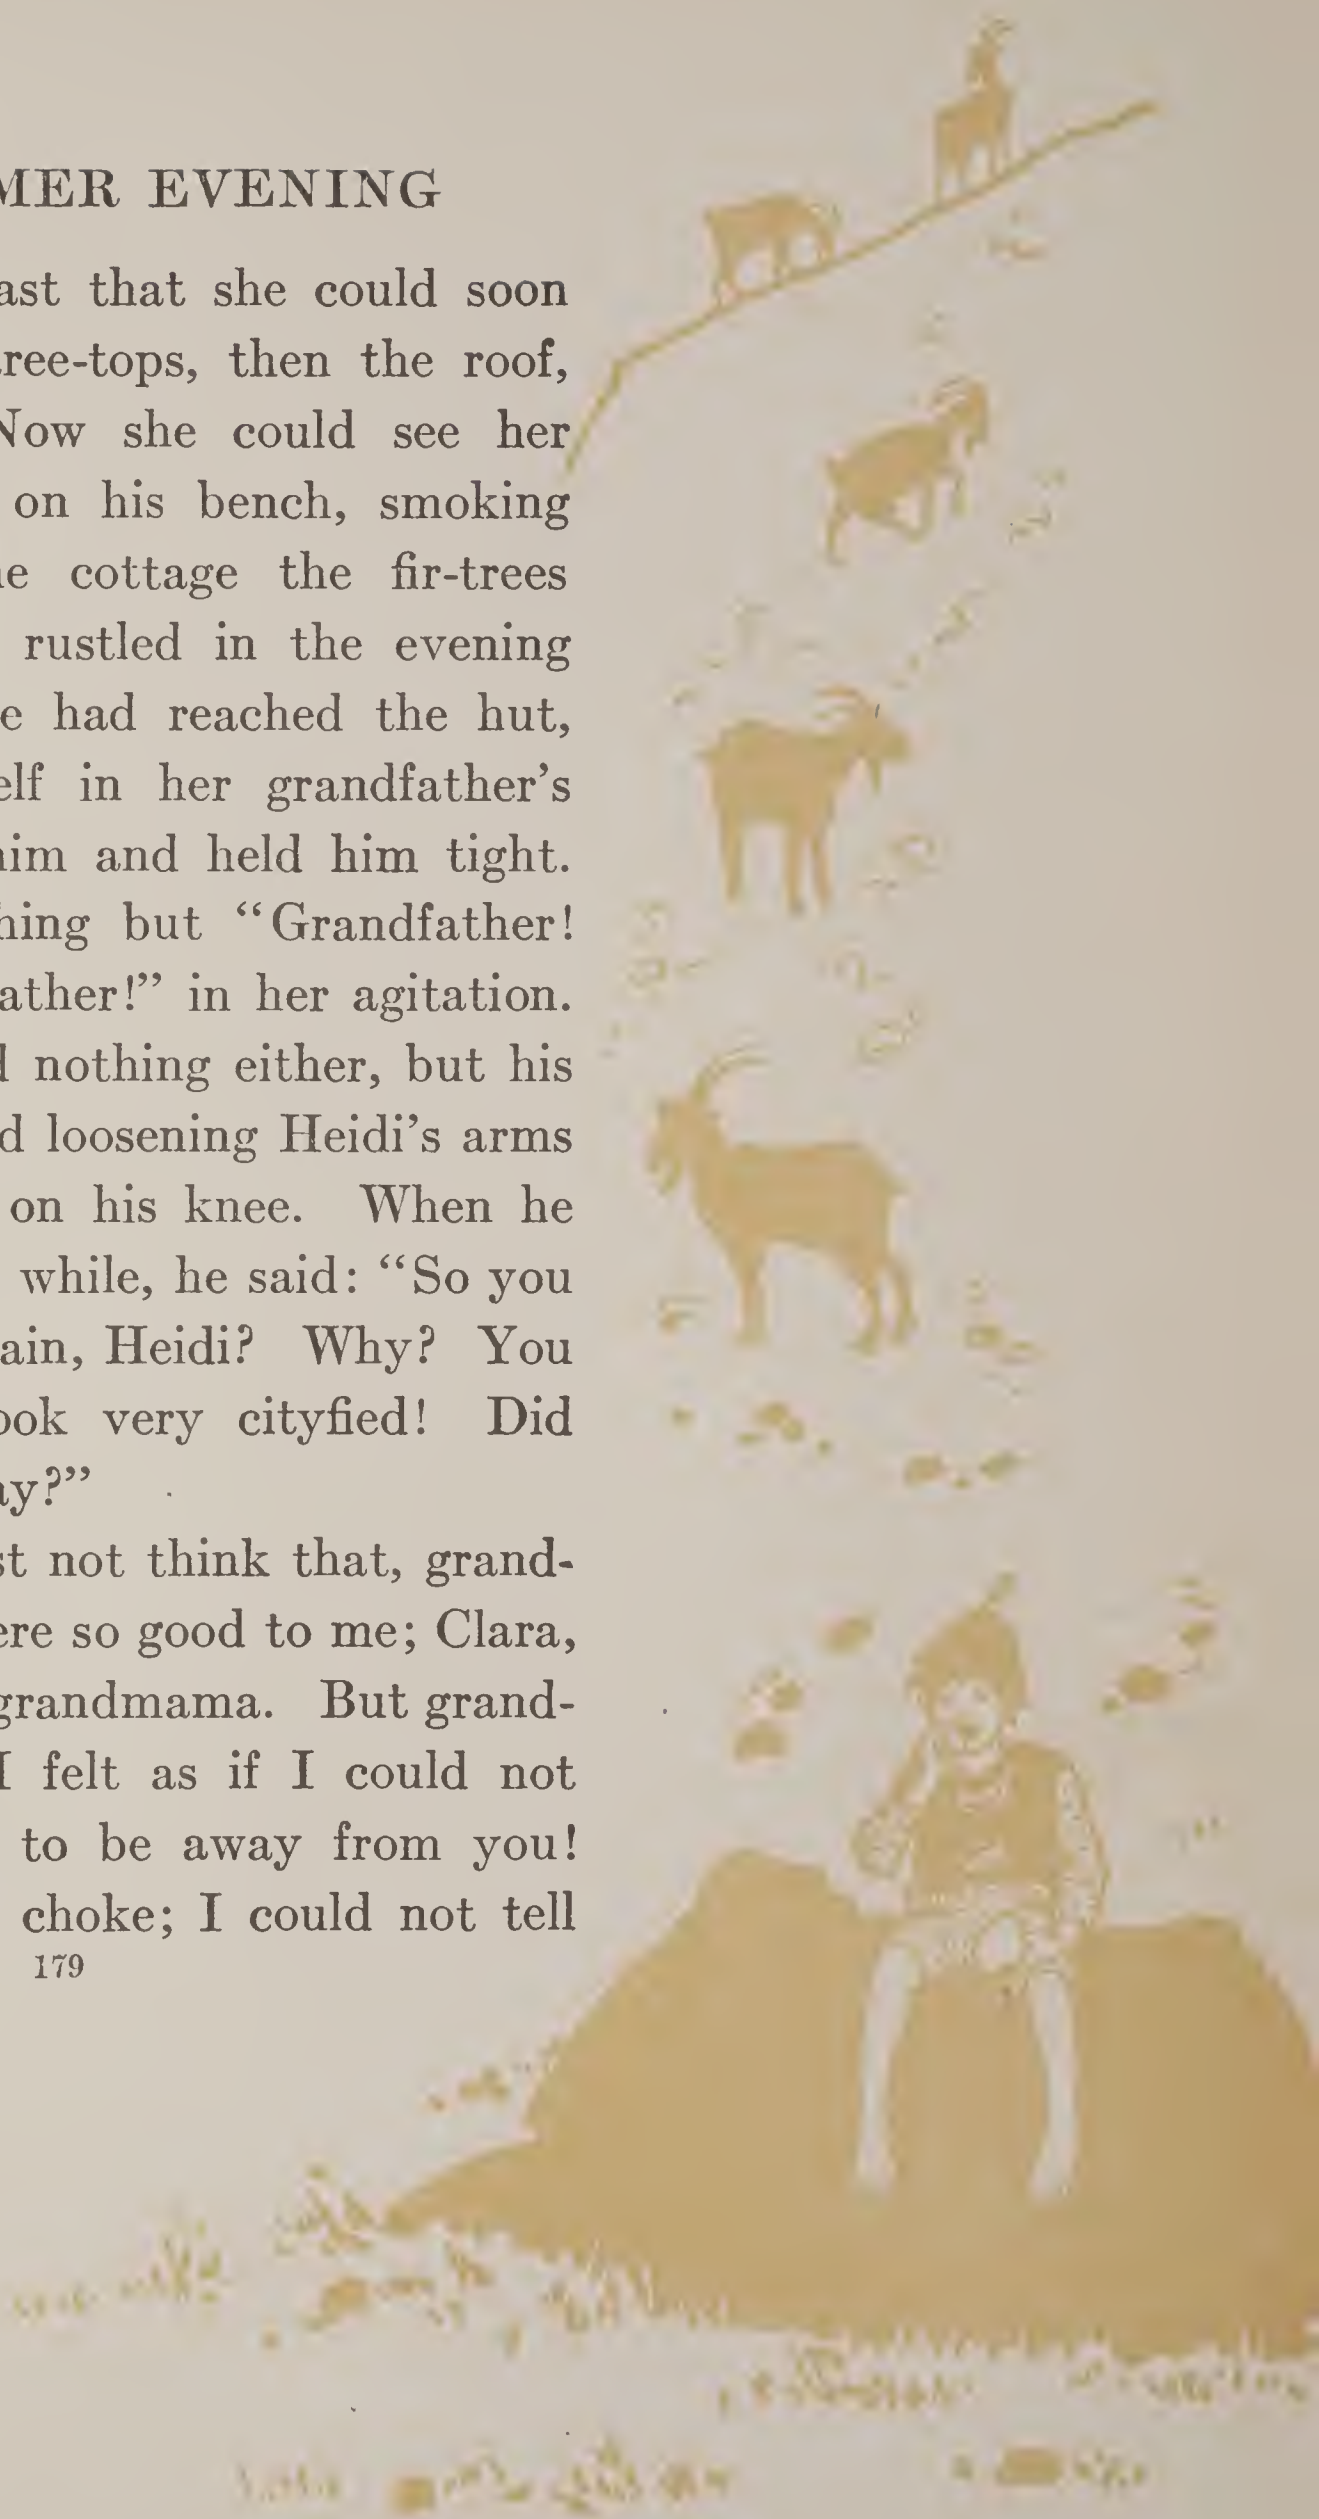 MER EVENING
ast that she could soon
tree-tops, then the roof,
Now she could see her
on his bench, smoking
he cottage the fir-trees
rustled in the evening
e had reached the hut,
elf in her grandfather's
him and held him tight.
hing but “Grandfather!
ather!” in her agitation.
d nothing either, but his
d loosening Heidi's arms
on his knee. When he
while, he said: “So you
ain, Heidi? Why? You
ook very cityfied! Did
ay?”
st not think that, grand-
ere so good to me; Clara,
grandmama. But grand-
I felt as if I could not
to be away from you!
choke; I could not tell
179